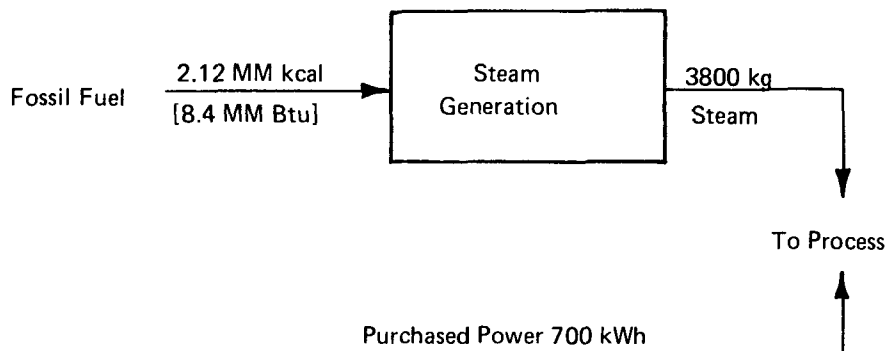 Fossil Fuel
2.12 MM kcal
[8.4 MM Btu]
Steam
Generation
3800 kg
Steam
To Process
Purchased Power 700 kWh